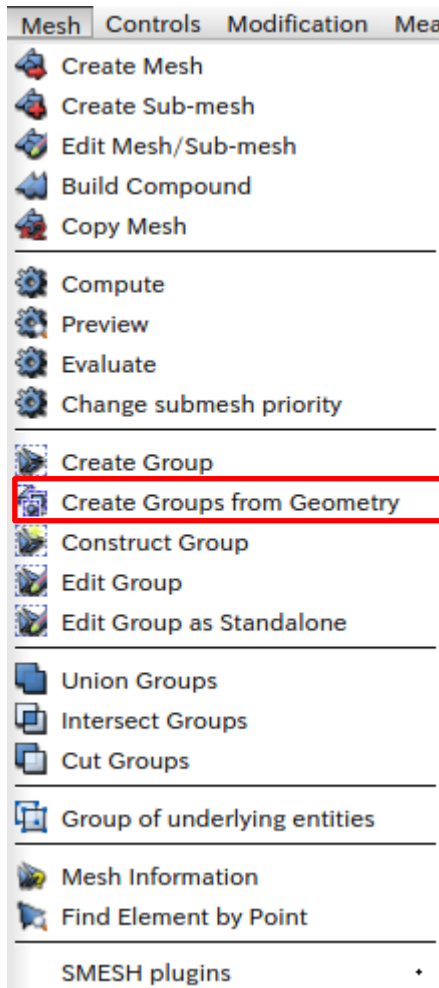 Mesh Controls Modification Mea
Create Mesh
Create Sub-mesh
Edit Mesh/Sub-mesh
Build Compound
Copy Mesh
Compute
Preview
Evaluate
Change submesh priority
Create Group
Create Groups from Geometry
Construct Group
Edit Group
Edit Group as Standalone
Union Groups
Intersect Groups
Cut Groups
Group of underlying entities
Mesh Information
Find Element by Point
SMESH plugins